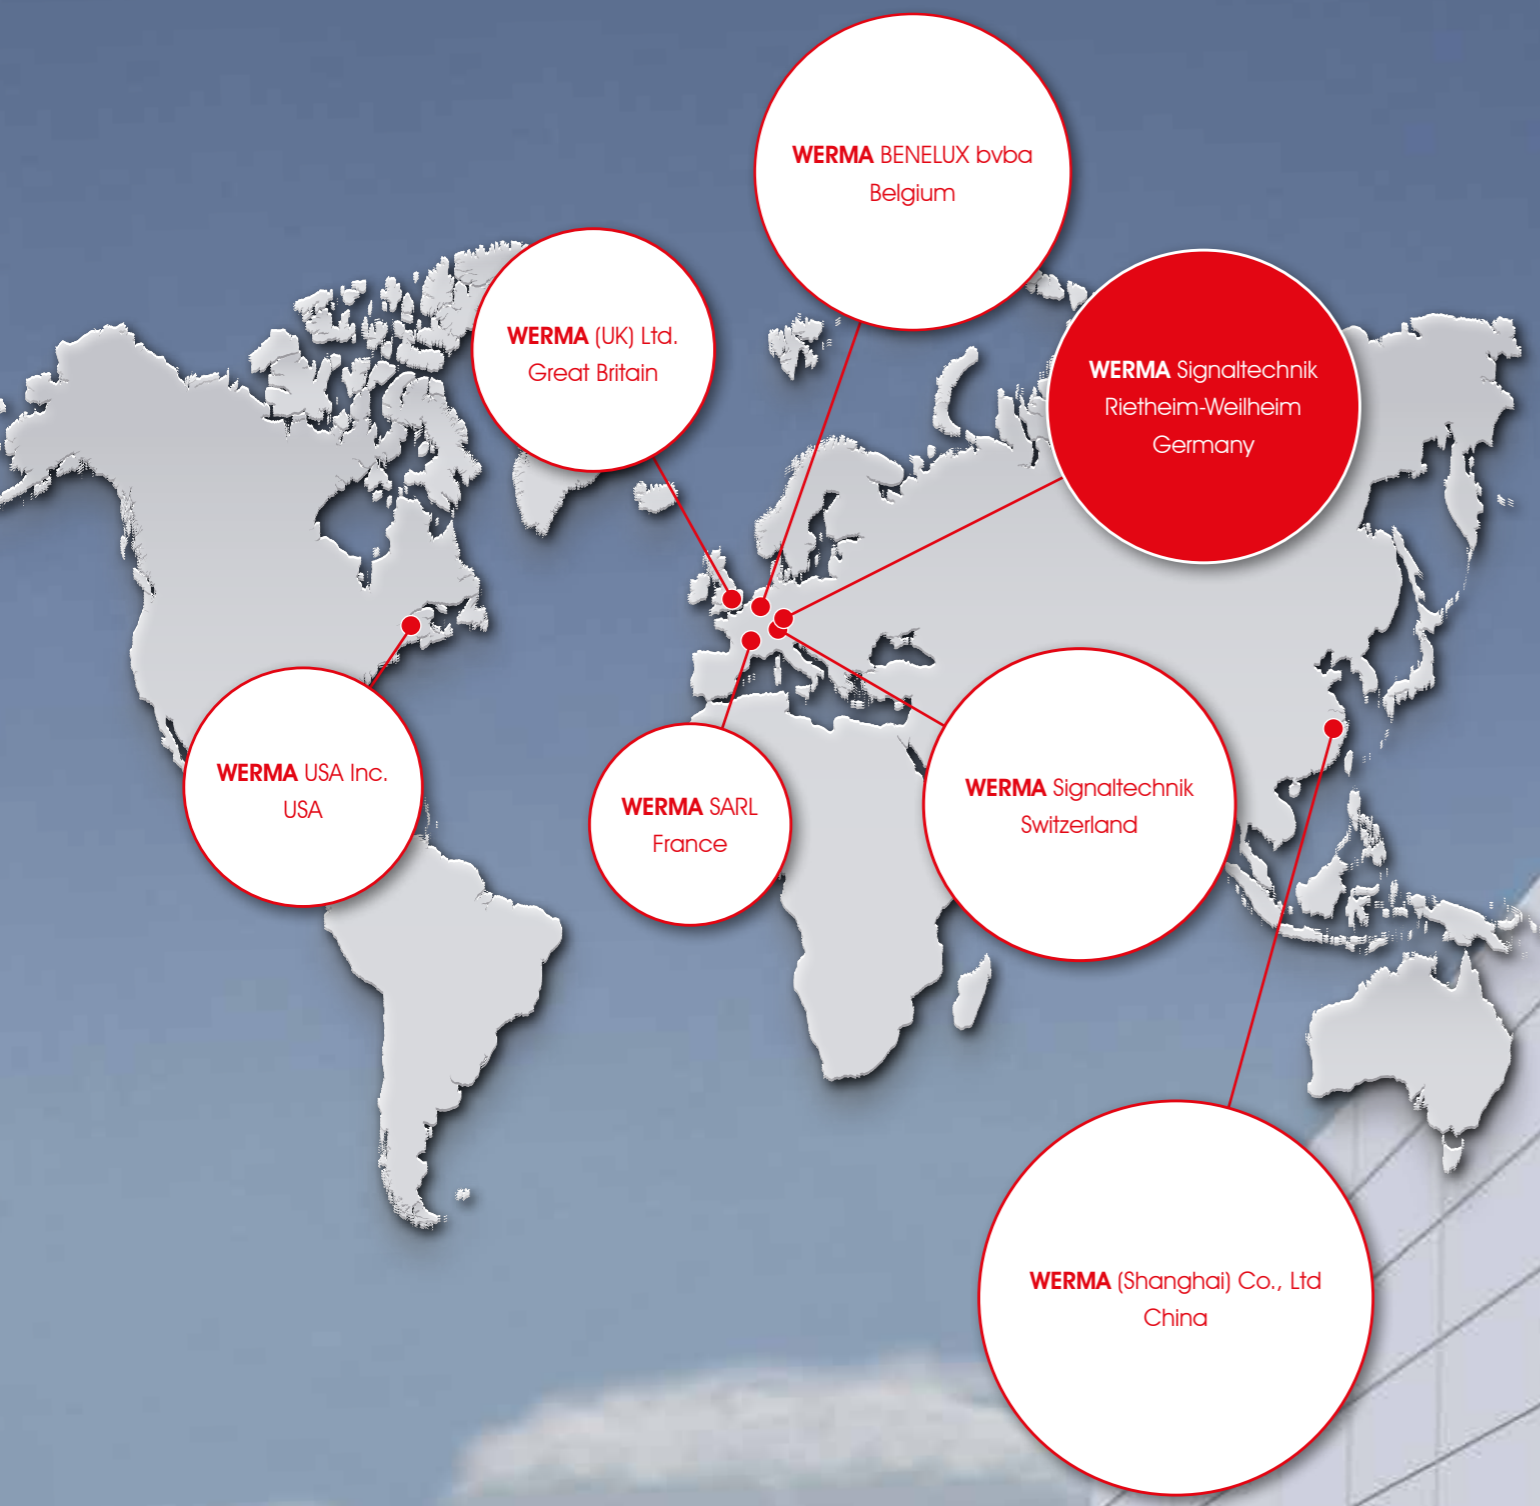 WERMA BENELUX bvba
Belgium
WERMA (UK) Ltd.
Great Britain
WERMA Signaltechnik
Rietheim-Weilheim
Germany
WERMA USA Inc.
USA
WERMA SARL
France
WERMA Signaltechnik
Switzerland
WERMA (Shanghai) Co., Ltd
China